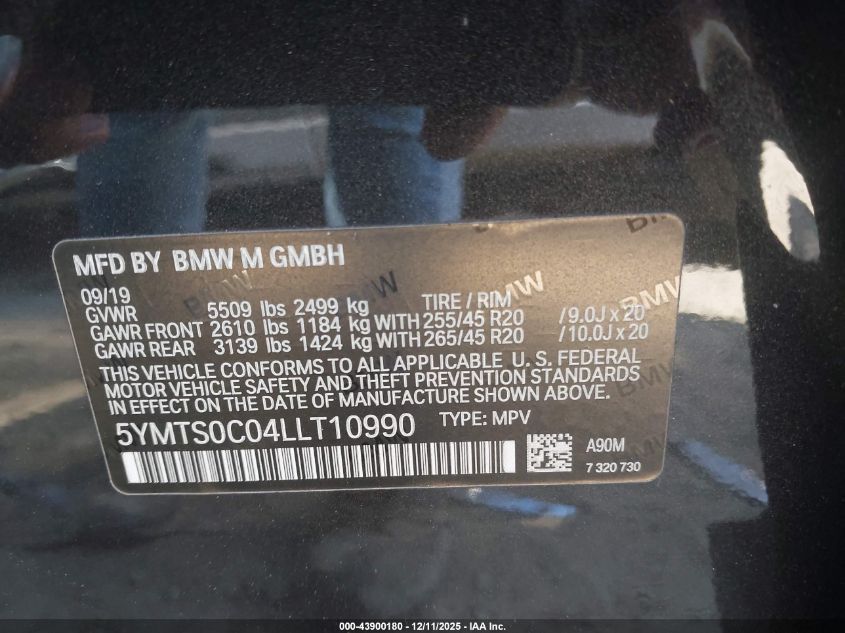 MFD BY BMW M GMBH
09/19
GVWR 5509 lbs 2499 kg TIRE / RIM
GAWR FRONT 2610 lbs 1184 kg WITH 255/45 R20 /9.0J x 20
GAWR REAR 3139 lbs 1424 kg WITH 265/45 R20 /10.0J x 20
THIS VEHICLE CONFORMS TO ALL APPLICABLE U. S. FEDERAL
MOTOR VEHICLE SAFETY AND THEFT PREVENTION STANDARDS
IN EFFECT ON THE DATE OF MANUFACTURE SHOWN ABOVE.
5YMTS0C04LLT10990 TYPE: MPV
A90M
7 320 730
000-43900180 - 12/11/2025 - IAA Inc.